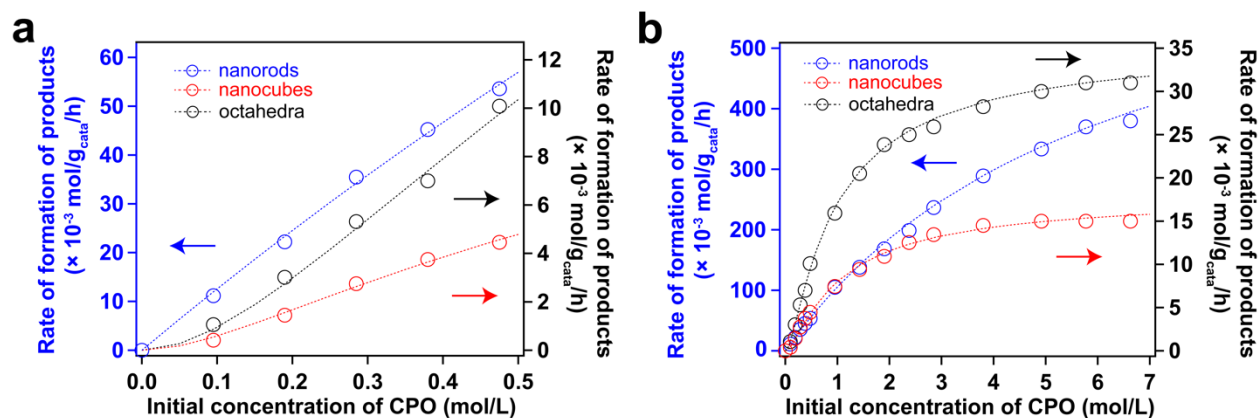 a
Rate of formation of products
(× 10⁻³ mol/g_cata/h)
60
50
40
30
20
10
0
nanorods
nanocubes
octahedra
12
10
8
6
4
2
0
Rate of formation of products
(× 10⁻³ mol/g_cata/h)
0.0 0.1 0.2 0.3 0.4 0.5
Initial concentration of CPO (mol/L)
b
Rate of formation of products
(× 10⁻³ mol/g_cata/h)
500
400
300
200
100
0
nanorods
nanocubes
octahedra
35
30
25
20
15
10
5
0
Rate of formation of products
(× 10⁻³ mol/g_cata/h)
0 1 2 3 4 5 6 7
Initial concentration of CPO (mol/L)